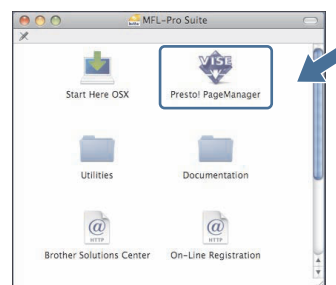 MFL-Pro Suite
VISE
Start Here OSX
Presto! PageManager
Utilities
Documentation
@
HTTP
@
HTTP
Brother Solutions Center
On-Line Registration